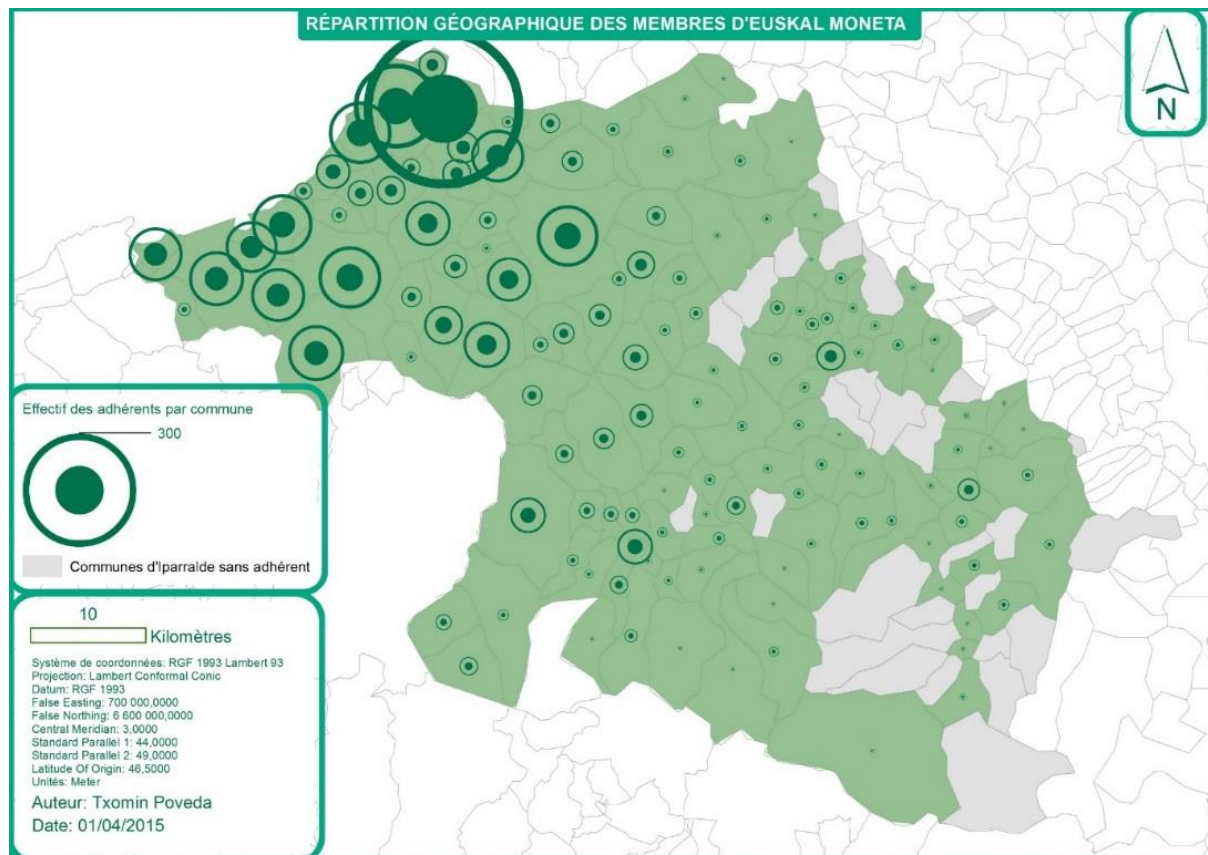 RÉPARTITION GÉOGRAPHIQUE DES MEMBRES D'EUSKAL MONETA
N
Effectif des adhérents par commune
300
Communes d'Iparralde sans adhérent
10
Kilomètres
Système de coordonnées: RGF 1993 Lambert 93
Projection: Lambert Conformal Conic
Datum: RGF 1993
False Easting: 700 000,0000
False Northing: 6 600 000,0000
Central Meridian: 3,0000
Standard Parallel 1: 44,0000
Standard Parallel 2: 49,0000
Latitude Of Origin: 46,5000
Unités: Meter
Auteur: Txomin Poveda
Date: 01/04/2015